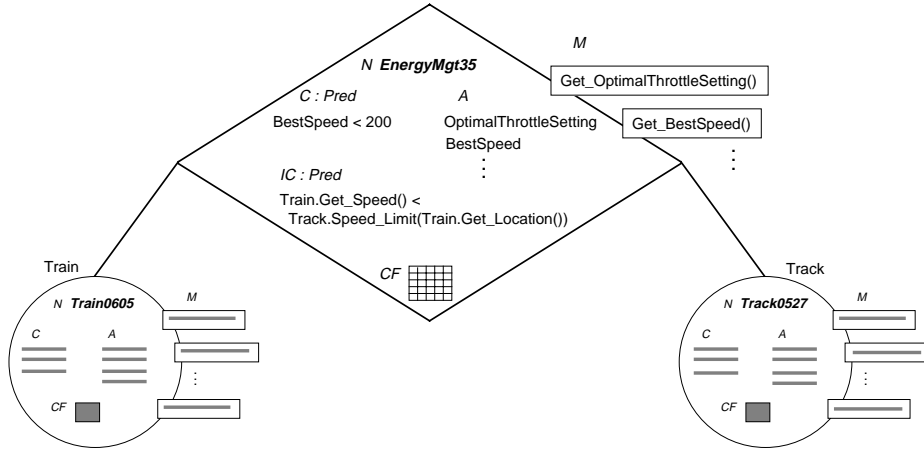 M
N EnergyMgt35
Get_OptimalThrottleSetting()
C : Pred
A
BestSpeed < 200
OptimalThrottleSetting
Get_BestSpeed()
BestSpeed
IC : Pred
Train.Get_Speed() <
Track.Speed_Limit(Train.Get_Location())
CF
Train
N Train0605
M
C
A
CF
Track
N Track0527
M
C
A
CF